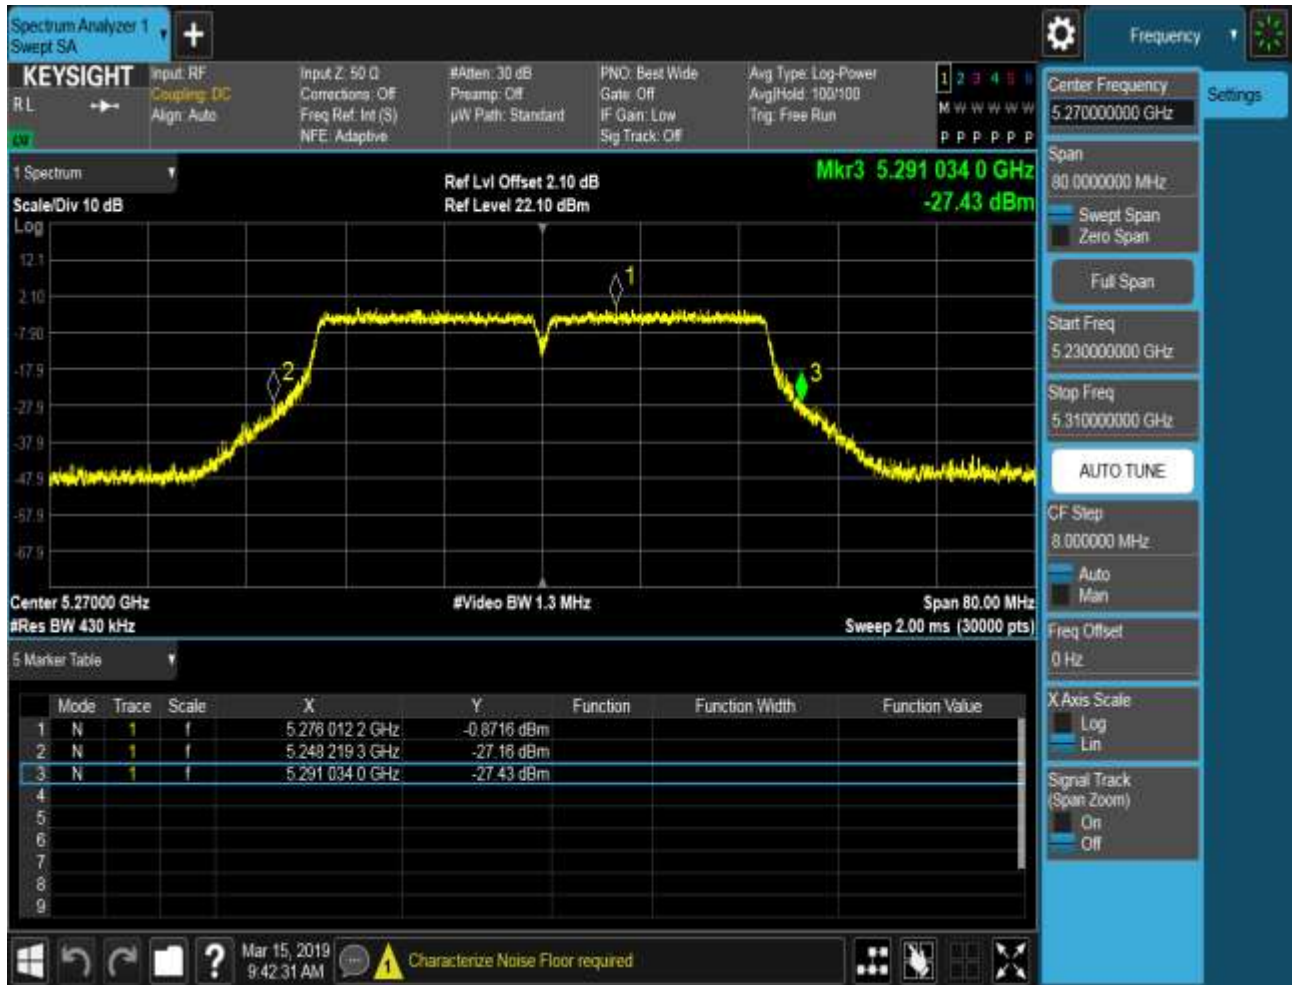 Spectrum Analyzer 1
Swept SA
+
Frequency
KEYSIGHT
RL
Input: RF
Coupling: DC
Align: Auto
Input Z: 50 Ω
Corrections: Off
Freq Ref: Int (S)
NFE: Adaptive
#Atten: 30 dB
Preamp: Off
µW Path: Standard
PNO: Best Wide
Gate: Off
IF Gain: Low
Sig Track: Off
Avg Type: Log-Power
Avg|Hold: 100/100
Trig: Free Run
1 2 3 4 5 6
M W W W W W
P P P P P P
1 Spectrum
Scale/Div 10 dB
Ref Lvl Offset 2.10 dB
Ref Level 22.10 dBm
Mkr3 5.291 034 0 GHz
-27.43 dBm
Log
12.1
2.10
-7.90
-17.9
-27.9
-37.9
-47.9
-57.9
-67.9
1
2
3
Center 5.27000 GHz
#Video BW 1.3 MHz
Span 80.00 MHz
#Res BW 430 kHz
Sweep 2.00 ms (30000 pts)
5 Marker Table
Mode Trace Scale X Y Function Function Width Function Value
1 N 1 f 5.276 012 2 GHz -0.8716 dBm
2 N 1 f 5.248 219 3 GHz -27.16 dBm
3 N 1 f 5.291 034 0 GHz -27.43 dBm
4
5
6
7
8
9
Mar 15, 2019
9:42:31 AM
?
1
Characterize Noise Floor required
Center Frequency
5.270000000 GHz
Settings
Span
80.0000000 MHz
Swept Span
Zero Span
Full Span
Start Freq
5.230000000 GHz
Stop Freq
5.310000000 GHz
AUTO TUNE
CF Step
8.000000 MHz
Auto
Man
Freq Offset
0 Hz
X Axis Scale
Log
Lin
Signal Track
(Span Zoom)
On
Off